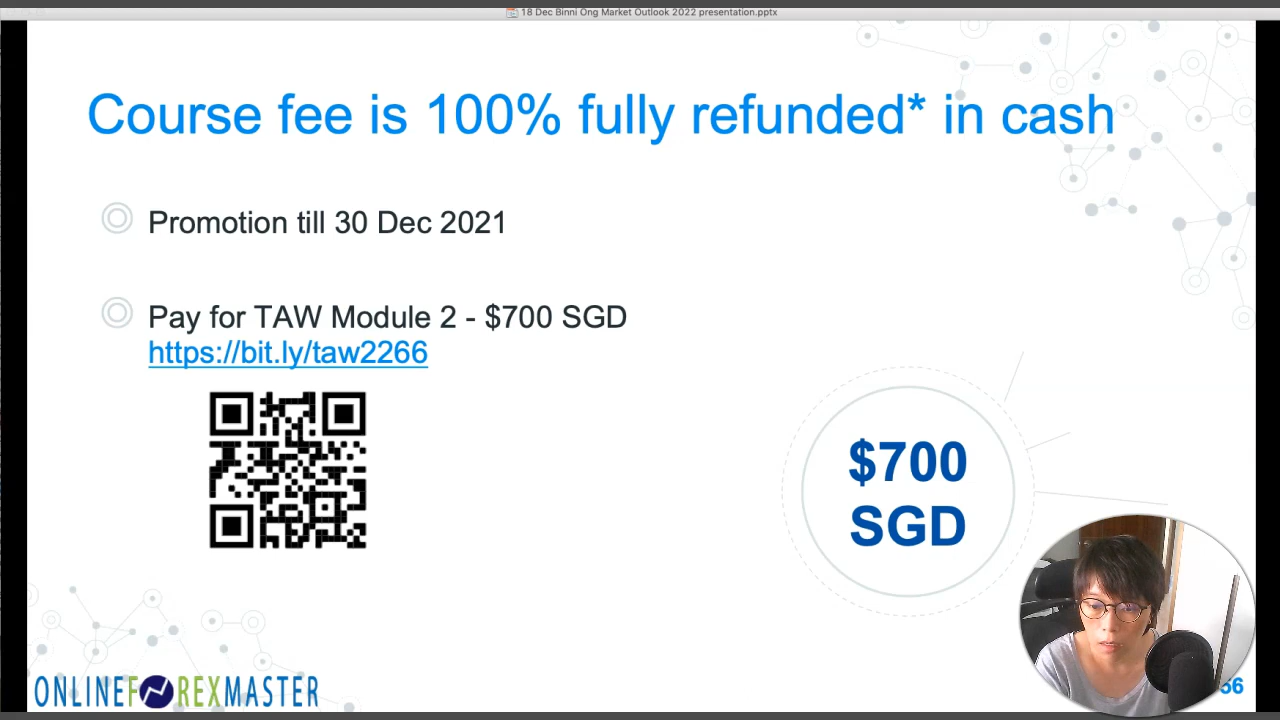 18 Dec Binni Ong Market Outlook 2022 presentation.pptx
Course fee is 100% fully refunded* in cash
Promotion till 30 Dec 2021
Pay for TAW Module 2 - $700 SGD
https://bit.ly/taw2266
$700
SGD
ONLINEFOREXMASTER